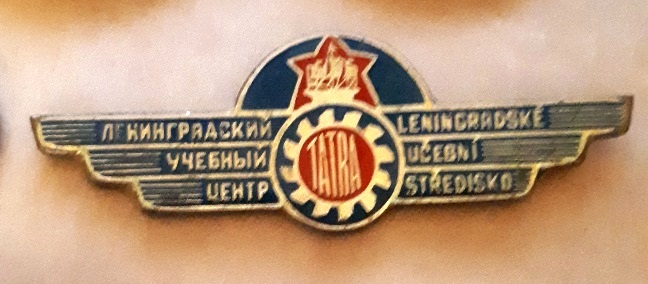 ЛЕНИНГРАДСКИЙ
УЧЕБНЫЙ
ЦЕНТР
TATRA
LENINGRADSKÉ
UČEBNÍ
STŘEDISKO